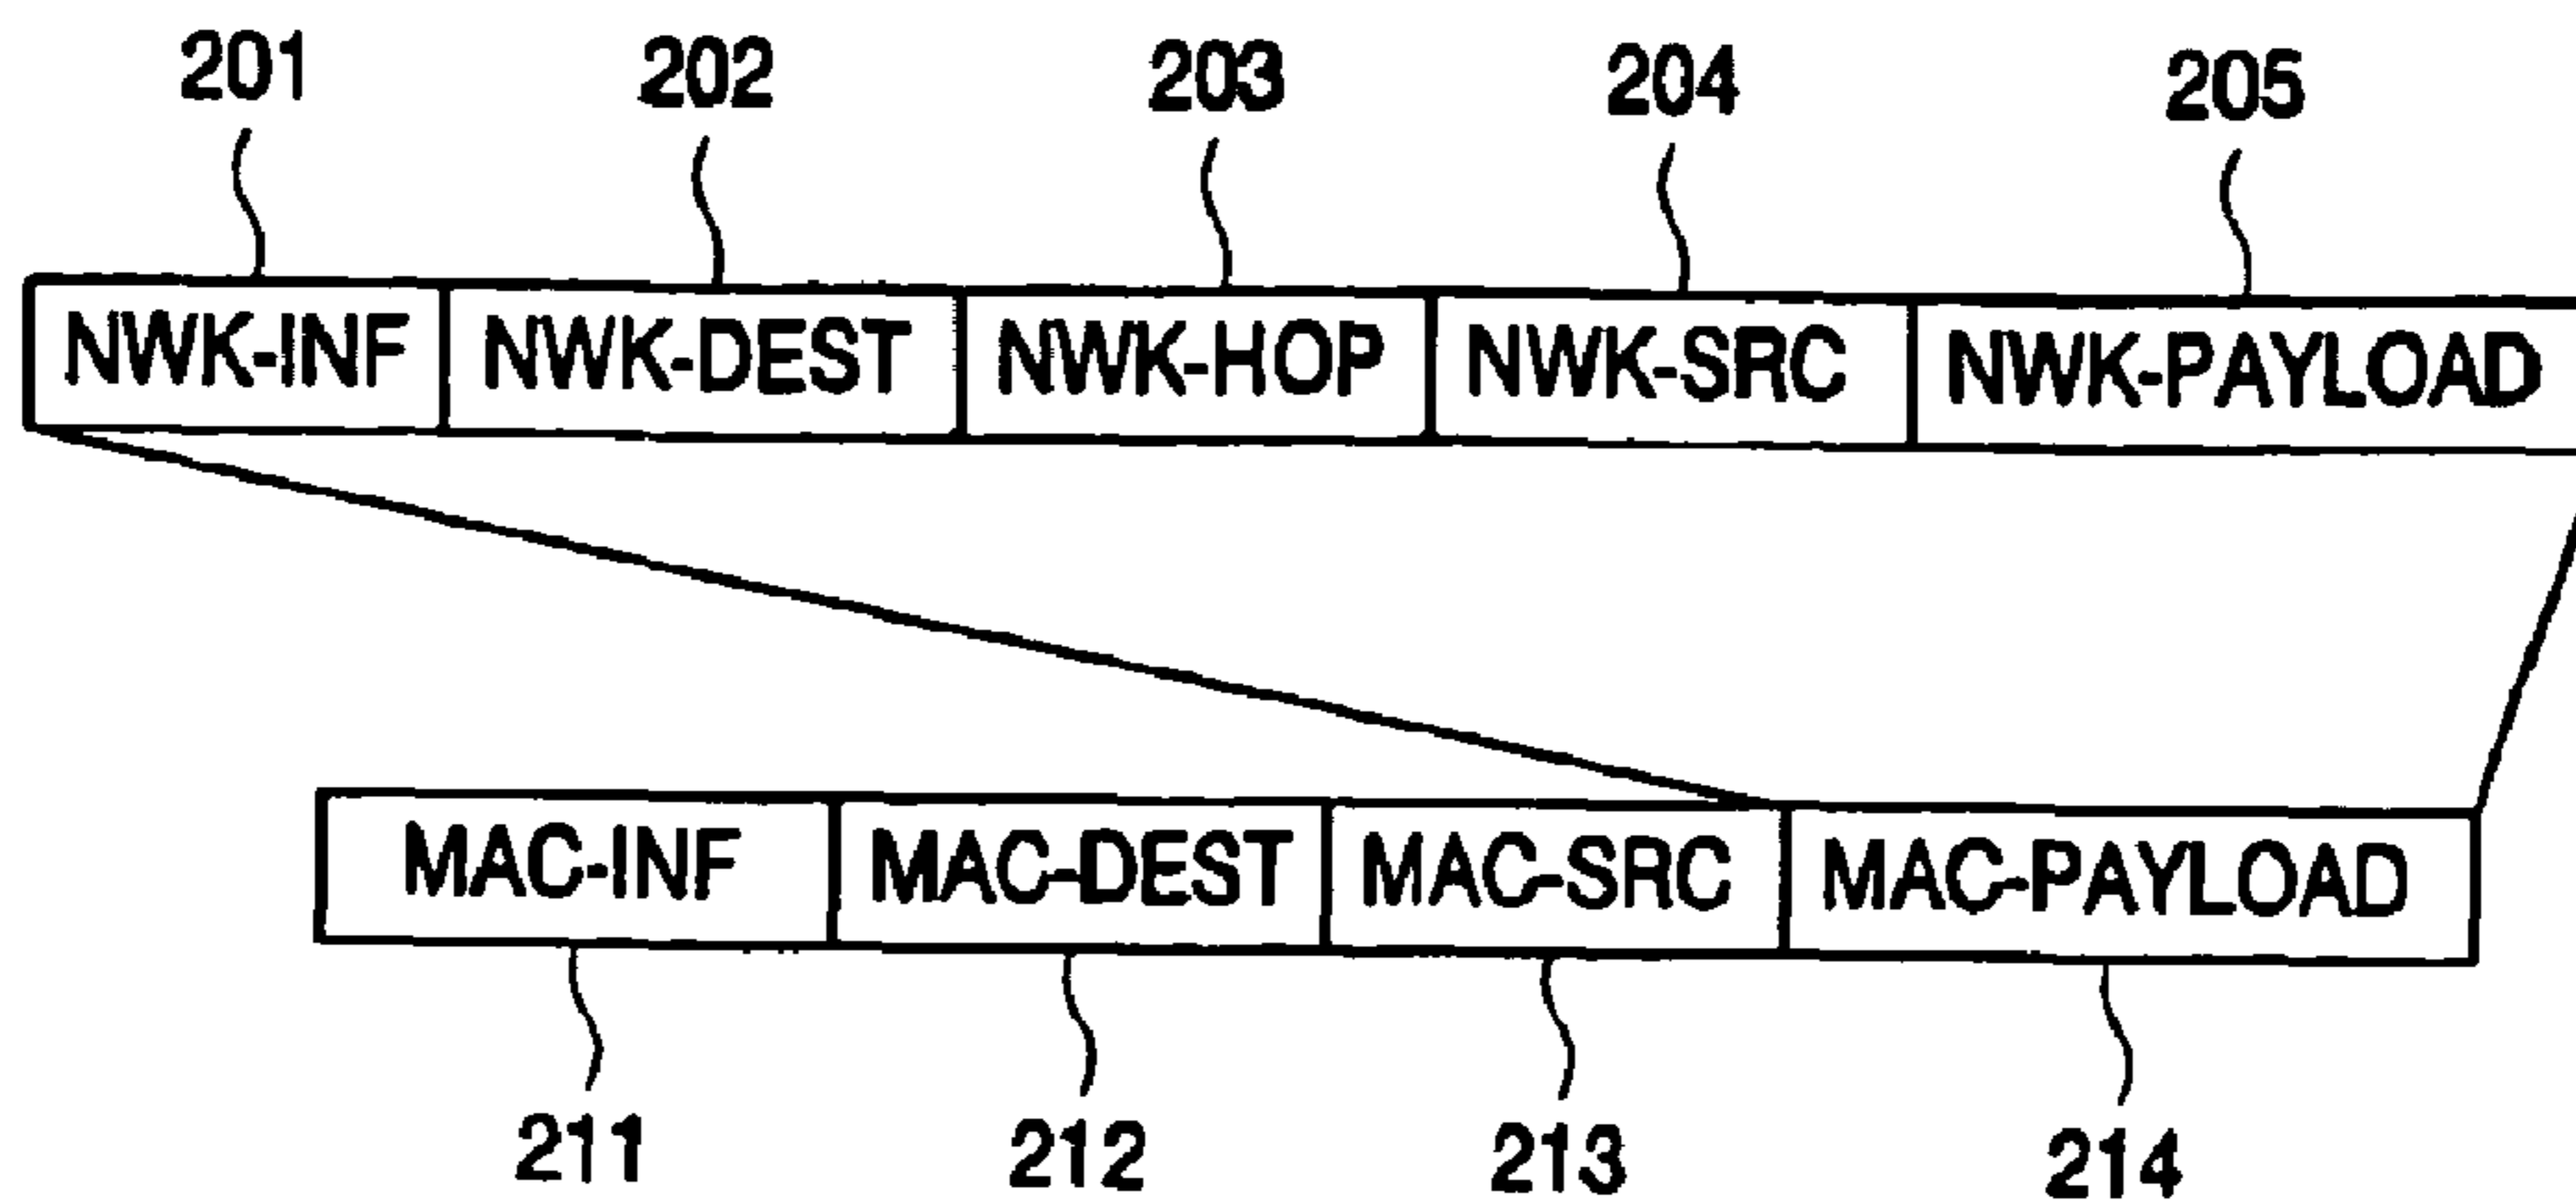 201 202 203 204 205
NWK-INF NWK-DEST NWK-HOP NWK-SRC NWK-PAYLOAD
MAC-INF MAC-DEST MAC-SRC MAC-PAYLOAD
211 212 213 214